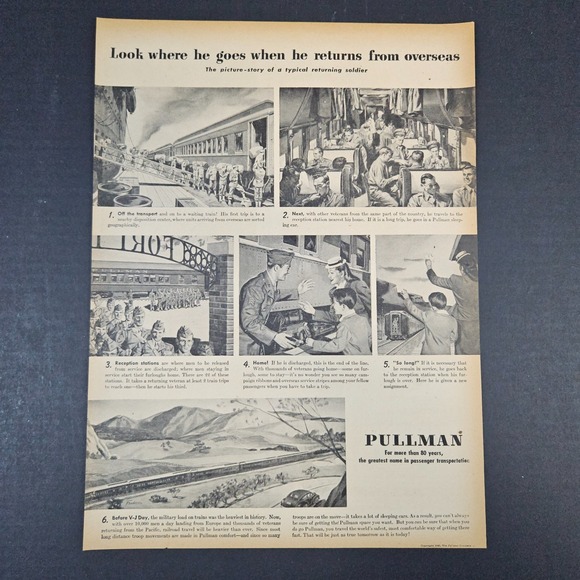 Look where he goes when he returns from overseas
The picture-story of a typical returning soldier
1. Off the transport and on to a waiting train! His first trip is to a
nearby disposition center, where units arriving from overseas are sorted
geographically.
2. Next, with other veterans from the same part of the country, he travels to the
reception station nearest his home. If it is a long trip, he goes in a Pullman sleep-
ing car.
FORT
3. Reception stations are where men to be released
from service are discharged; where men staying in
service start their furloughs home. There are 22 of these
stations. It takes a returning veteran at least 2 train trips
to reach one—then he starts his third.
4. Home! If he is discharged, this is the end of the line.
With thousands of veterans going home—some on fur-
lough, some to stay—it's no wonder you see so many cam-
paign ribbons and overseas service stripes among your fellow
passengers when you have to take a trip.
5. "So long!" If it is necessary that
he remain in service, he goes back
to the reception station when his fur-
lough is over. Here he is given a new
assignment.
PULLMAN
For more than 80 years,
the greatest name in passenger transportation
6. Before V-J Day, the military load on trains was the heaviest in history. Now,
with over 10,000 men a day landing from Europe and thousands of veterans
returning from the Pacific, railroad travel will be heavier than ever. Since most
long distance troop movements are made in Pullman comfort—and since so many
troops are on the move—it takes a lot of sleeping cars. As a result, you can't always
be sure of getting the Pullman space you want. But you can be sure that when you
do go Pullman, you travel the world's safest, most comfortable way of getting there
fast. That will be just as true tomorrow as it is today!